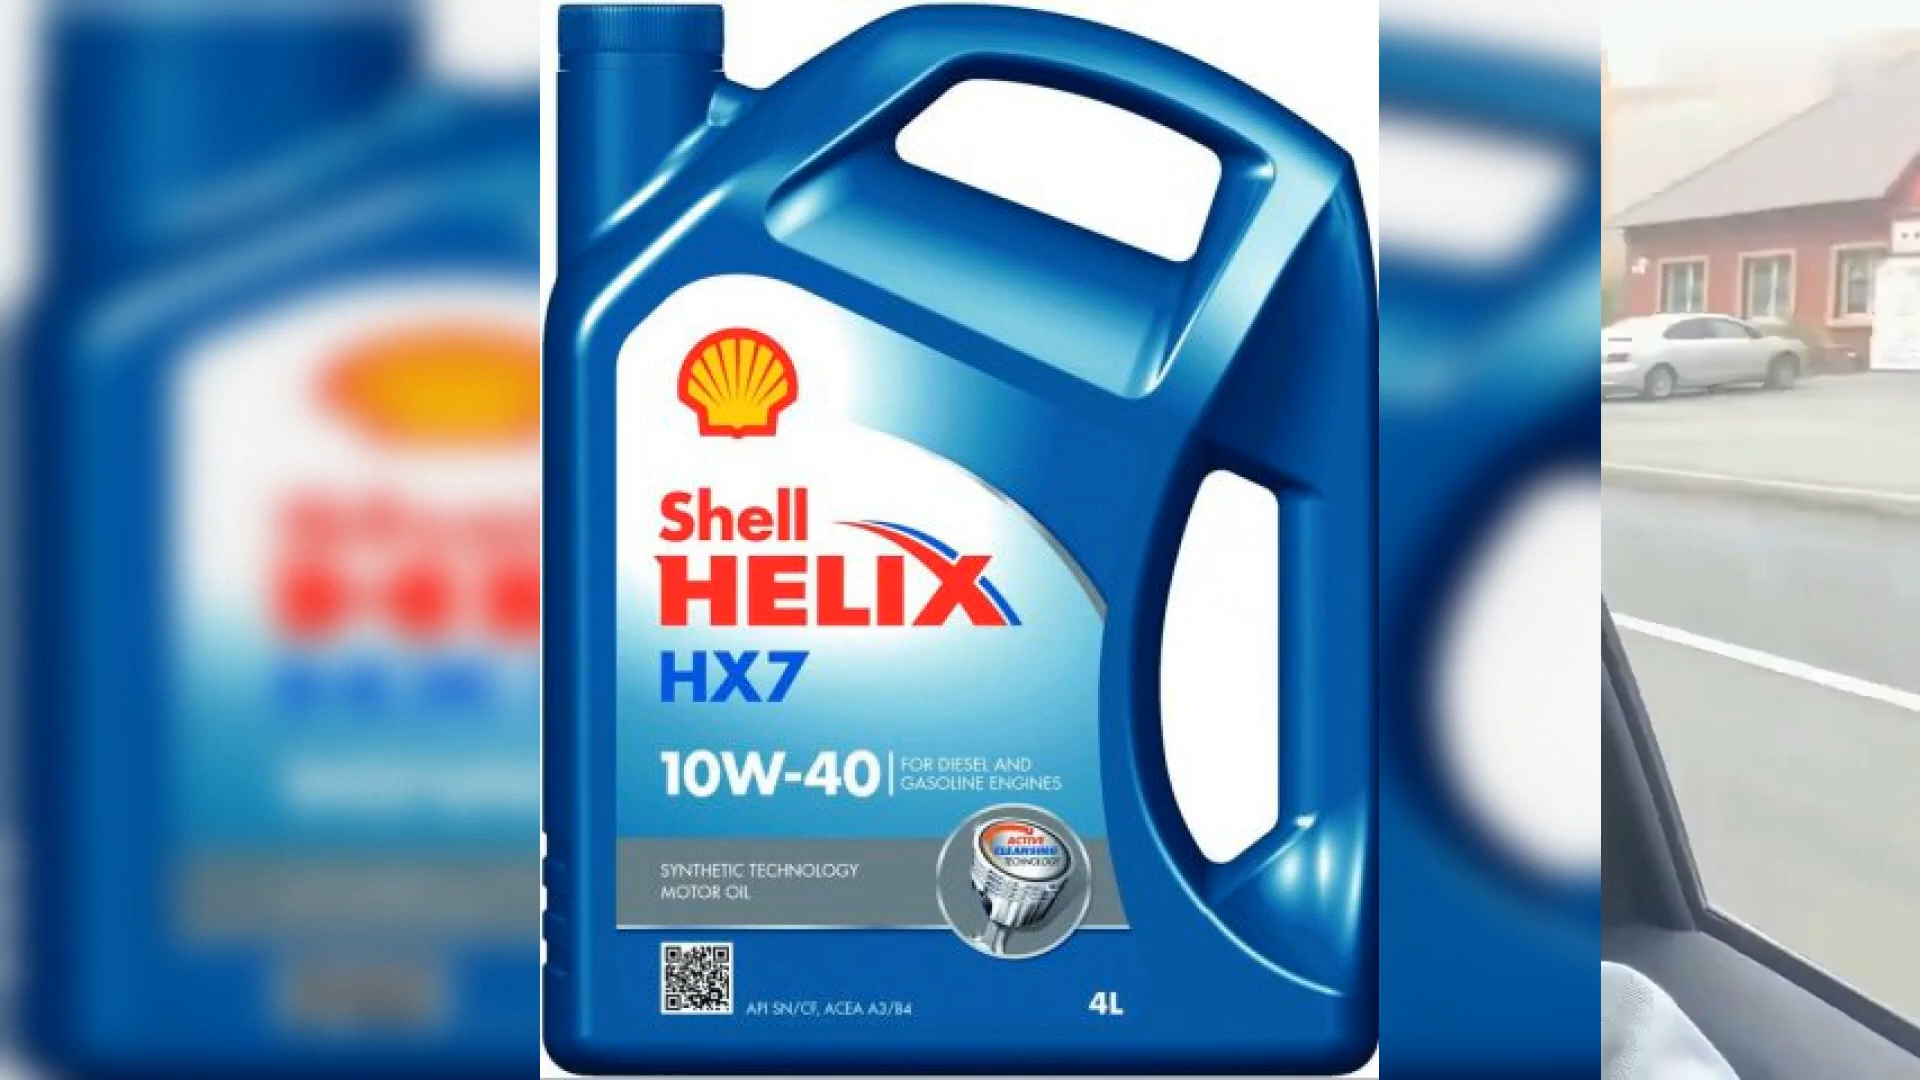 Shell
HELIX
HX7
10W-40
FOR DIESEL AND
GASOLINE ENGINES
ACTIVE
CLEANSING
TECHNOLOGY
SYNTHETIC TECHNOLOGY
MOTOR OIL
API SN/CF, ACEA A3/B4
4L